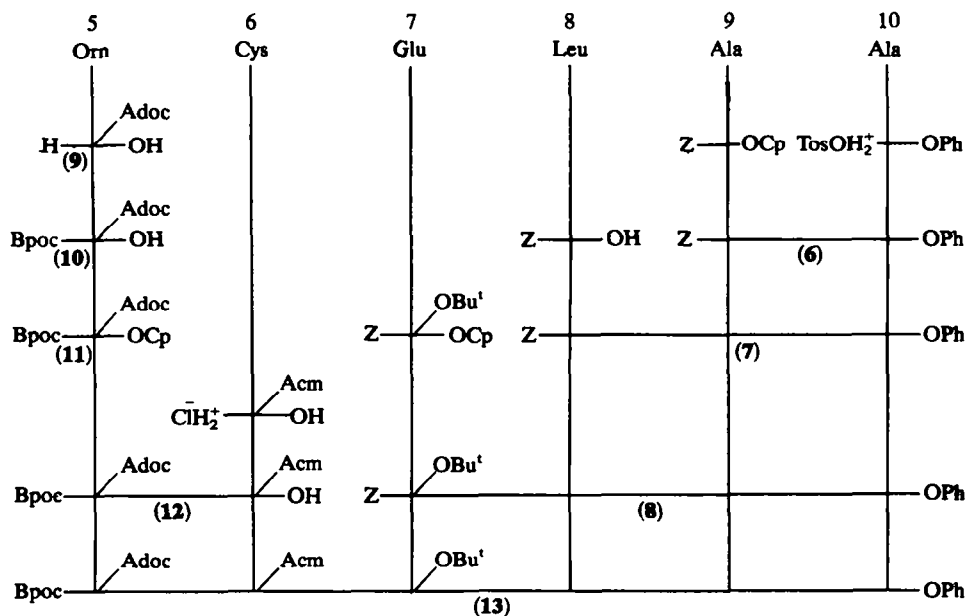 5 6 7 8 9 10
Orn Cys Glu Leu Ala Ala
Adoc
H OH Z OCp TosOH₂⁺ OPh
(9)
Adoc
Bpoc OH Z OH Z OPh
(10) (6)
Adoc OBuᵗ
Bpoc OCp Z OCp Z OPh
(11) (7)
Acm
C̄lH₂⁺ OH
Adoc Acm OBuᵗ
Bpoc OH Z OPh
(12) (8)
Adoc Acm OBuᵗ
Bpoc OPh
(13)